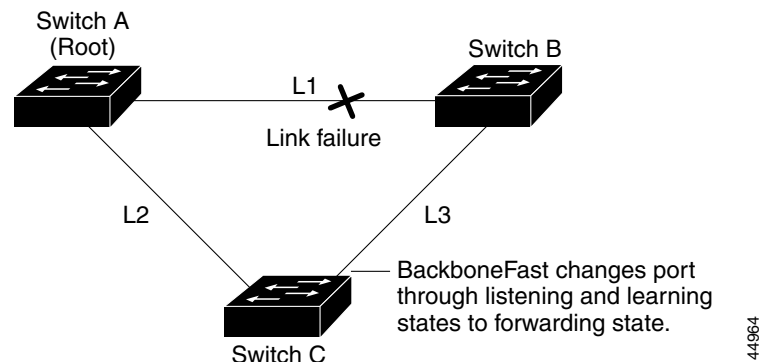 Switch A
(Root)
Switch B
L1
Link failure
L2
L3
BackboneFast changes port
through listening and learning
states to forwarding state.
Switch C
44964